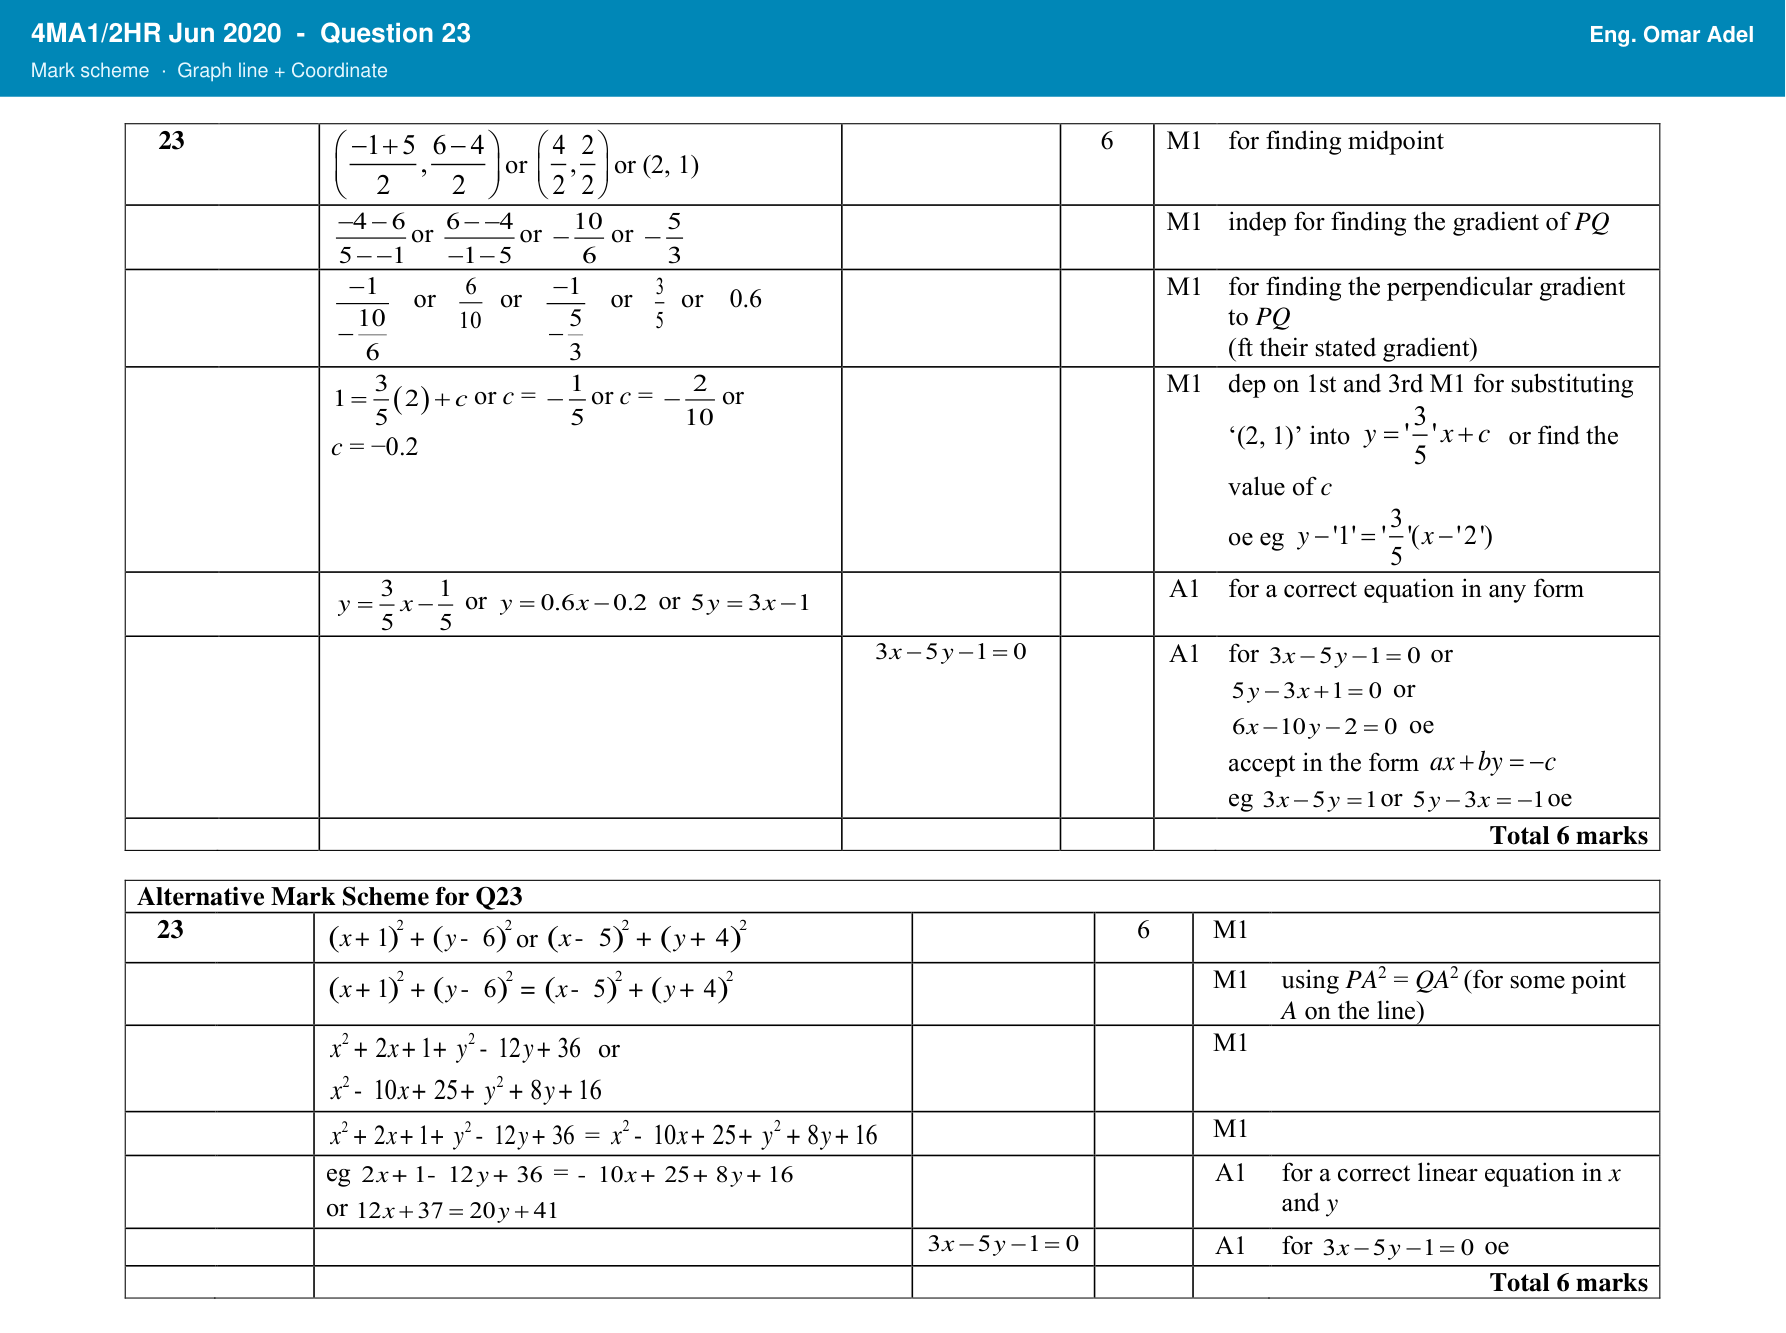 4MA1/2HR Jun 2020 - Question 23
Eng. Omar Adel
Mark scheme · Graph line + Coordinate
23
(−1+5/2, 6−4/2) or (4/2, 2/2) or (2, 1)
6
M1 for finding midpoint
−4−6/5−−1 or 6−−4/−1−5 or −10/6 or −5/3
M1 indep for finding the gradient of PQ
−1/−10/6 or 6/10 or −1/−5/3 or 3/5 or 0.6
M1 for finding the perpendicular gradient
to PQ
(ft their stated gradient)
1=3/5(2)+c or c = −1/5 or c = −2/10 or
c = −0.2
M1 dep on 1st and 3rd M1 for substituting
‘(2, 1)’ into y='3/5'x+c or find the
value of c
oe eg y−'1'='3/5'(x−'2')
y=3/5x−1/5 or y=0.6x−0.2 or 5y=3x−1
A1 for a correct equation in any form
3x−5y−1=0
A1 for 3x−5y−1=0 or
5y−3x+1=0 or
6x−10y−2=0 oe
accept in the form ax+by=−c
eg 3x−5y=1 or 5y−3x=−1 oe
Total 6 marks
Alternative Mark Scheme for Q23
23
(x+ 1)² + (y- 6)² or (x- 5)² + (y+ 4)²
6
M1
(x+ 1)² + (y- 6)² = (x- 5)² + (y+ 4)²
M1 using PA² = QA² (for some point
A on the line)
x² + 2x+ 1+ y² - 12y+ 36 or
x² - 10x+ 25+ y² + 8y+ 16
M1
x² + 2x+ 1+ y² - 12y+ 36 = x² - 10x+ 25+ y² + 8y+ 16
M1
eg 2x+ 1- 12y+ 36 = - 10x+ 25+ 8y+ 16
or 12x+37=20y+41
A1 for a correct linear equation in x
and y
3x−5y−1=0
A1 for 3x−5y−1=0 oe
Total 6 marks